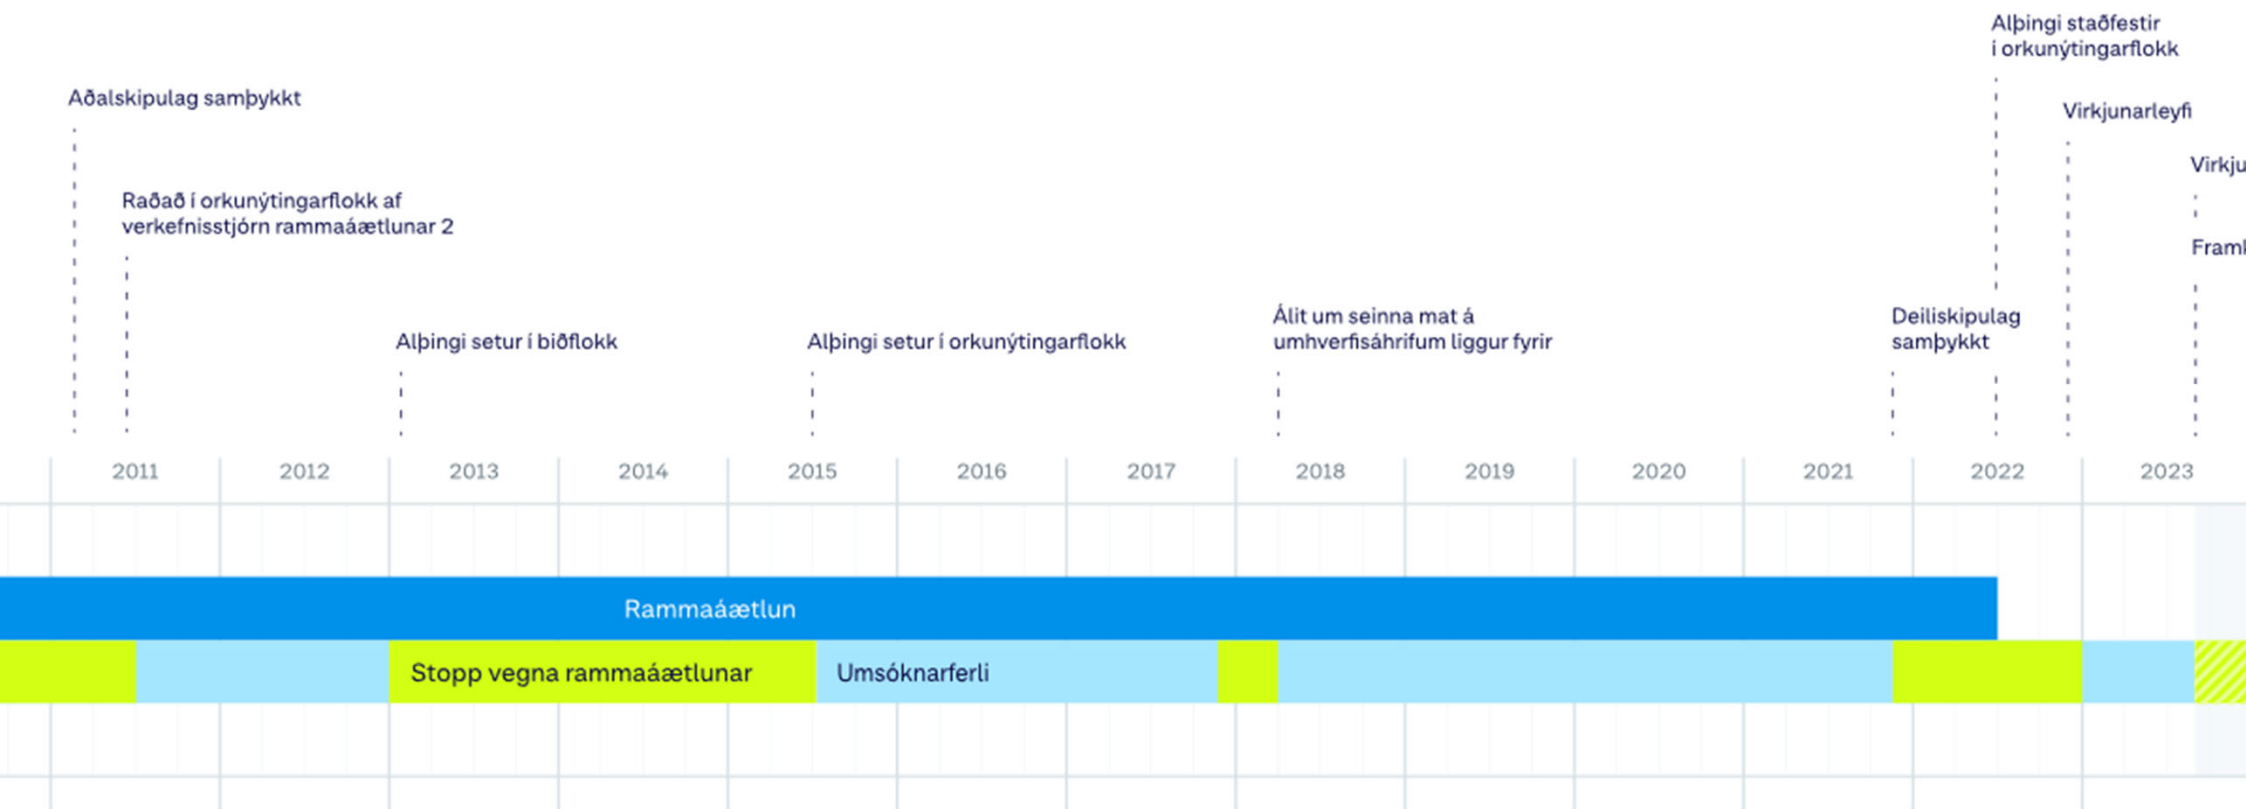 Alþingi staðfestir
í orkunýtingarflokk
Aðalskipulag samþykkt
Virkjunarleyfi
Raðað í orkunýtingarflokk af
verkefnisstjórn rammaáætlunar 2
Alþingi setur í biðflokk
Alþingi setur í orkunýtingarflokk
Álit um seinna mat á
umhverfisáhrifum liggur fyrir
Deiliskipulag
samþykkt
2011 2012 2013 2014 2015 2016 2017 2018 2019 2020 2021 2022 2023
Rammaáætlun
Stopp vegna rammaáætlunar
Umsóknarferli